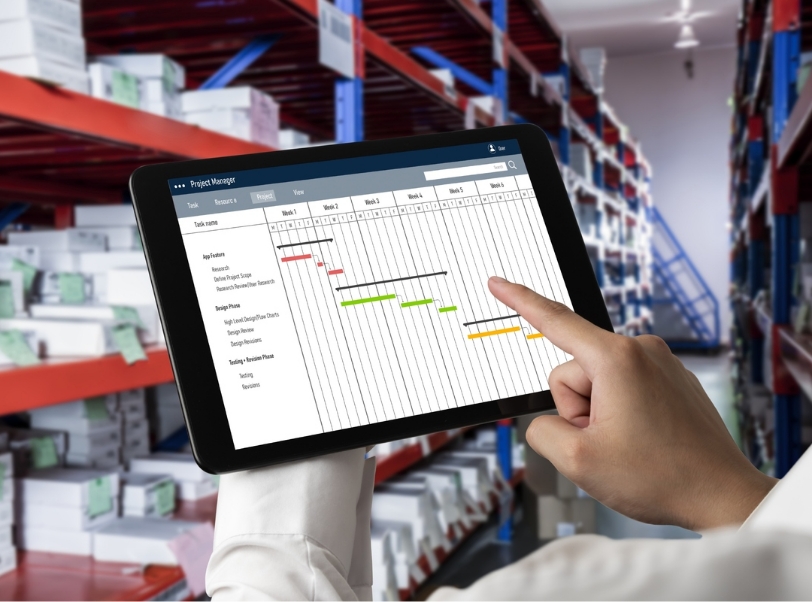 Project Manager
User
Task Resource Project View
Search
Task name Week 1 Week 2 Week 3 Week 4 Week 5 Week 6
M T W T F M T W T F M T W T F M T W T F M T W T F M T W T F M T
App Feature
Research
Define Project Scope
Research Review/User Research
Design Phase
High Level Design/Flow Charts
Design Review
Design Revisions
Testing + Revision Phase
Testing
Revisions